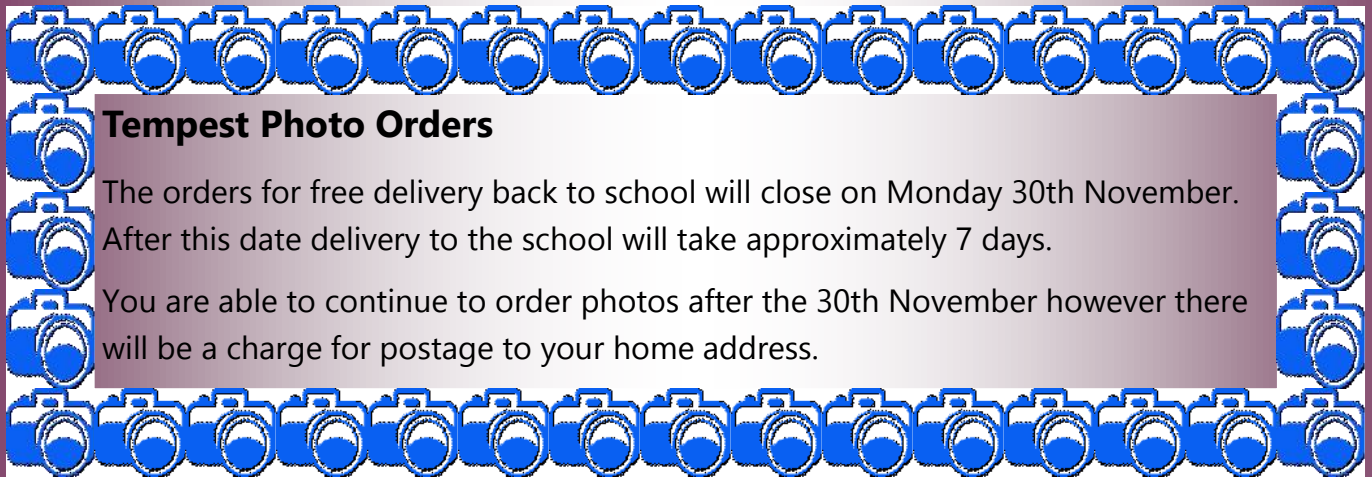 Tempest Photo Orders
The orders for free delivery back to school will close on Monday 30th November.
After this date delivery to the school will take approximately 7 days.
You are able to continue to order photos after the 30th November however there
will be a charge for postage to your home address.